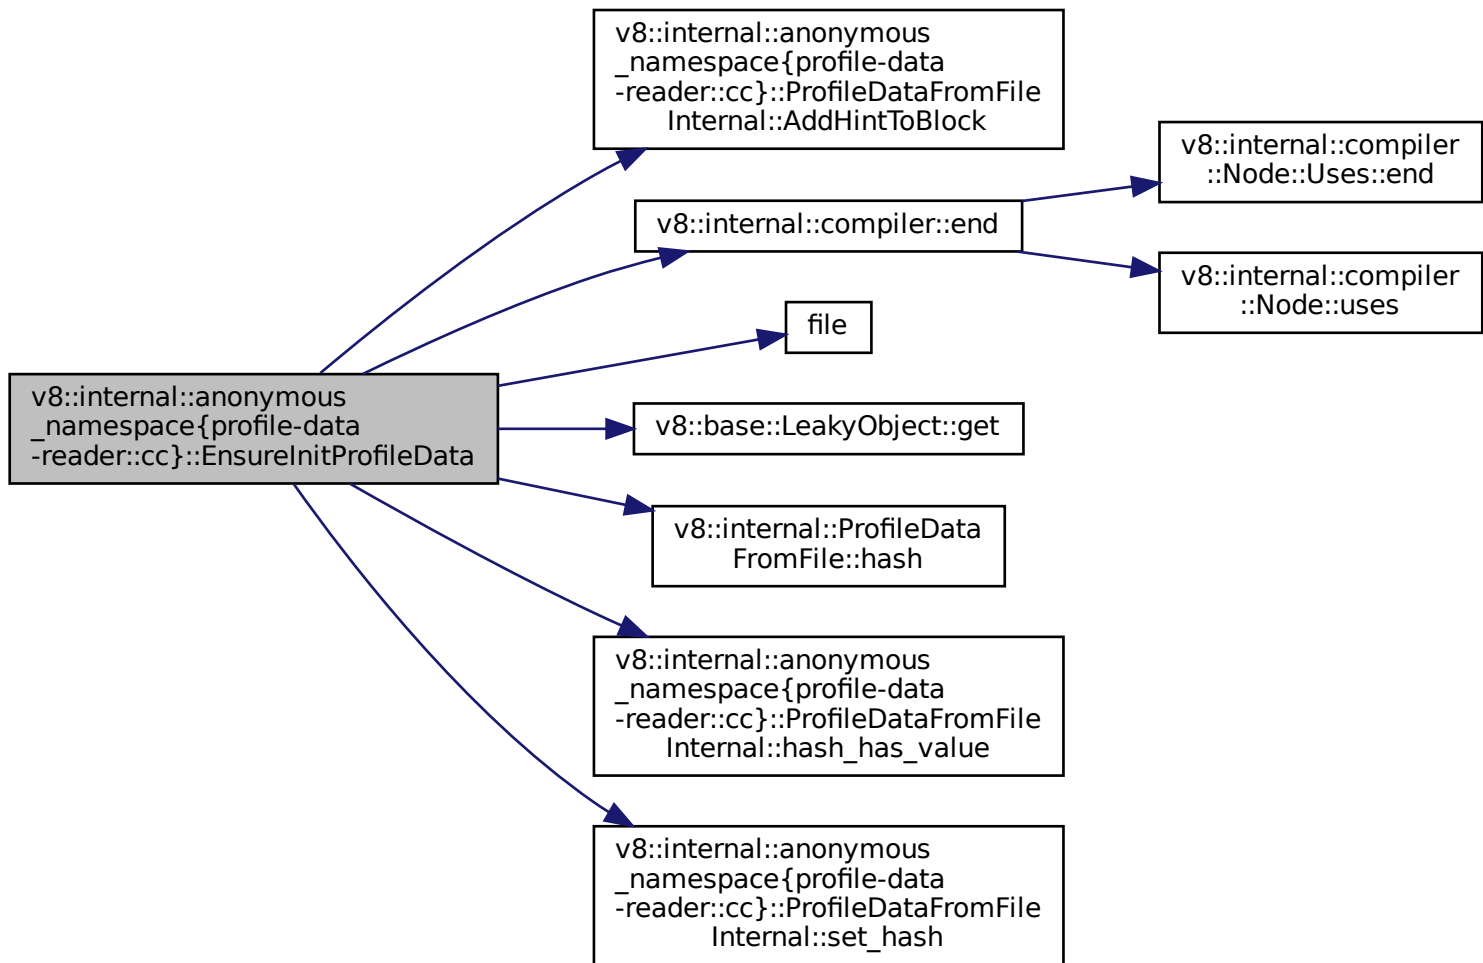 v8::internal::anonymous
_namespace{profile-data
-reader::cc}::EnsureInitProfileData
v8::internal::anonymous
_namespace{profile-data
-reader::cc}::ProfileDataFromFile
Internal::AddHintToBlock
v8::internal::compiler::end
v8::internal::compiler
::Node::Uses::end
v8::internal::compiler
::Node::uses
file
v8::base::LeakyObject::get
v8::internal::ProfileData
FromFile::hash
v8::internal::anonymous
_namespace{profile-data
-reader::cc}::ProfileDataFromFile
Internal::hash_has_value
v8::internal::anonymous
_namespace{profile-data
-reader::cc}::ProfileDataFromFile
Internal::set_hash